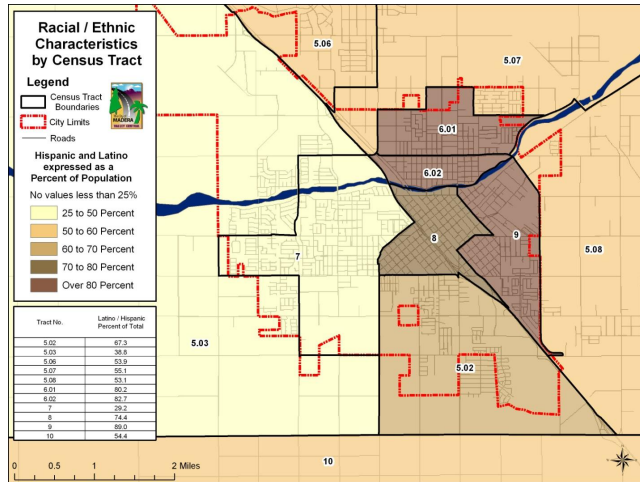 Racial / Ethnic
Characteristics
by Census Tract
Legend
Census Tract
Boundaries
City Limits
Roads
MADERA
Hispanic and Latino
expressed as a
Percent of Population
No values less than 25%
25 to 50 Percent
50 to 60 Percent
60 to 70 Percent
70 to 80 Percent
Over 80 Percent
Tract No.
Latino / Hispanic
Percent of Total
5.02 67.3
5.03 38.8
5.06 53.9
5.07 55.1
5.08 53.1
6.01 80.2
6.02 82.7
7 29.2
8 74.4
9 89.0
10 54.4
5.06
5.07
6.01
6.02
8
9
5.08
7
5.03
5.02
10
0 0.5 1 2 Miles